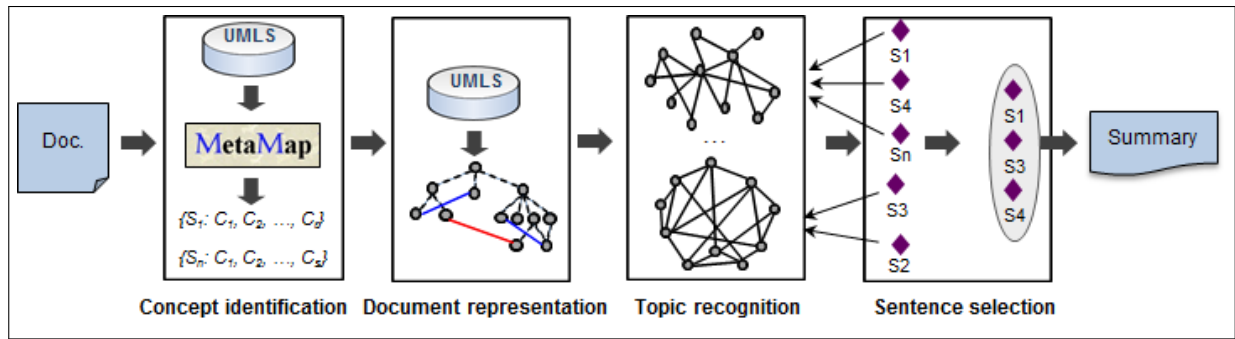 Doc.
UMLS
MetaMap
{S₁: C₁, C₂, …, Cₜ}
{Sₙ: C₁, C₂, …, Cₛ}
Concept identification
UMLS
Document representation
...
Topic recognition
S1
S4
Sn
S3
S2
S1
S3
S4
Sentence selection
Summary